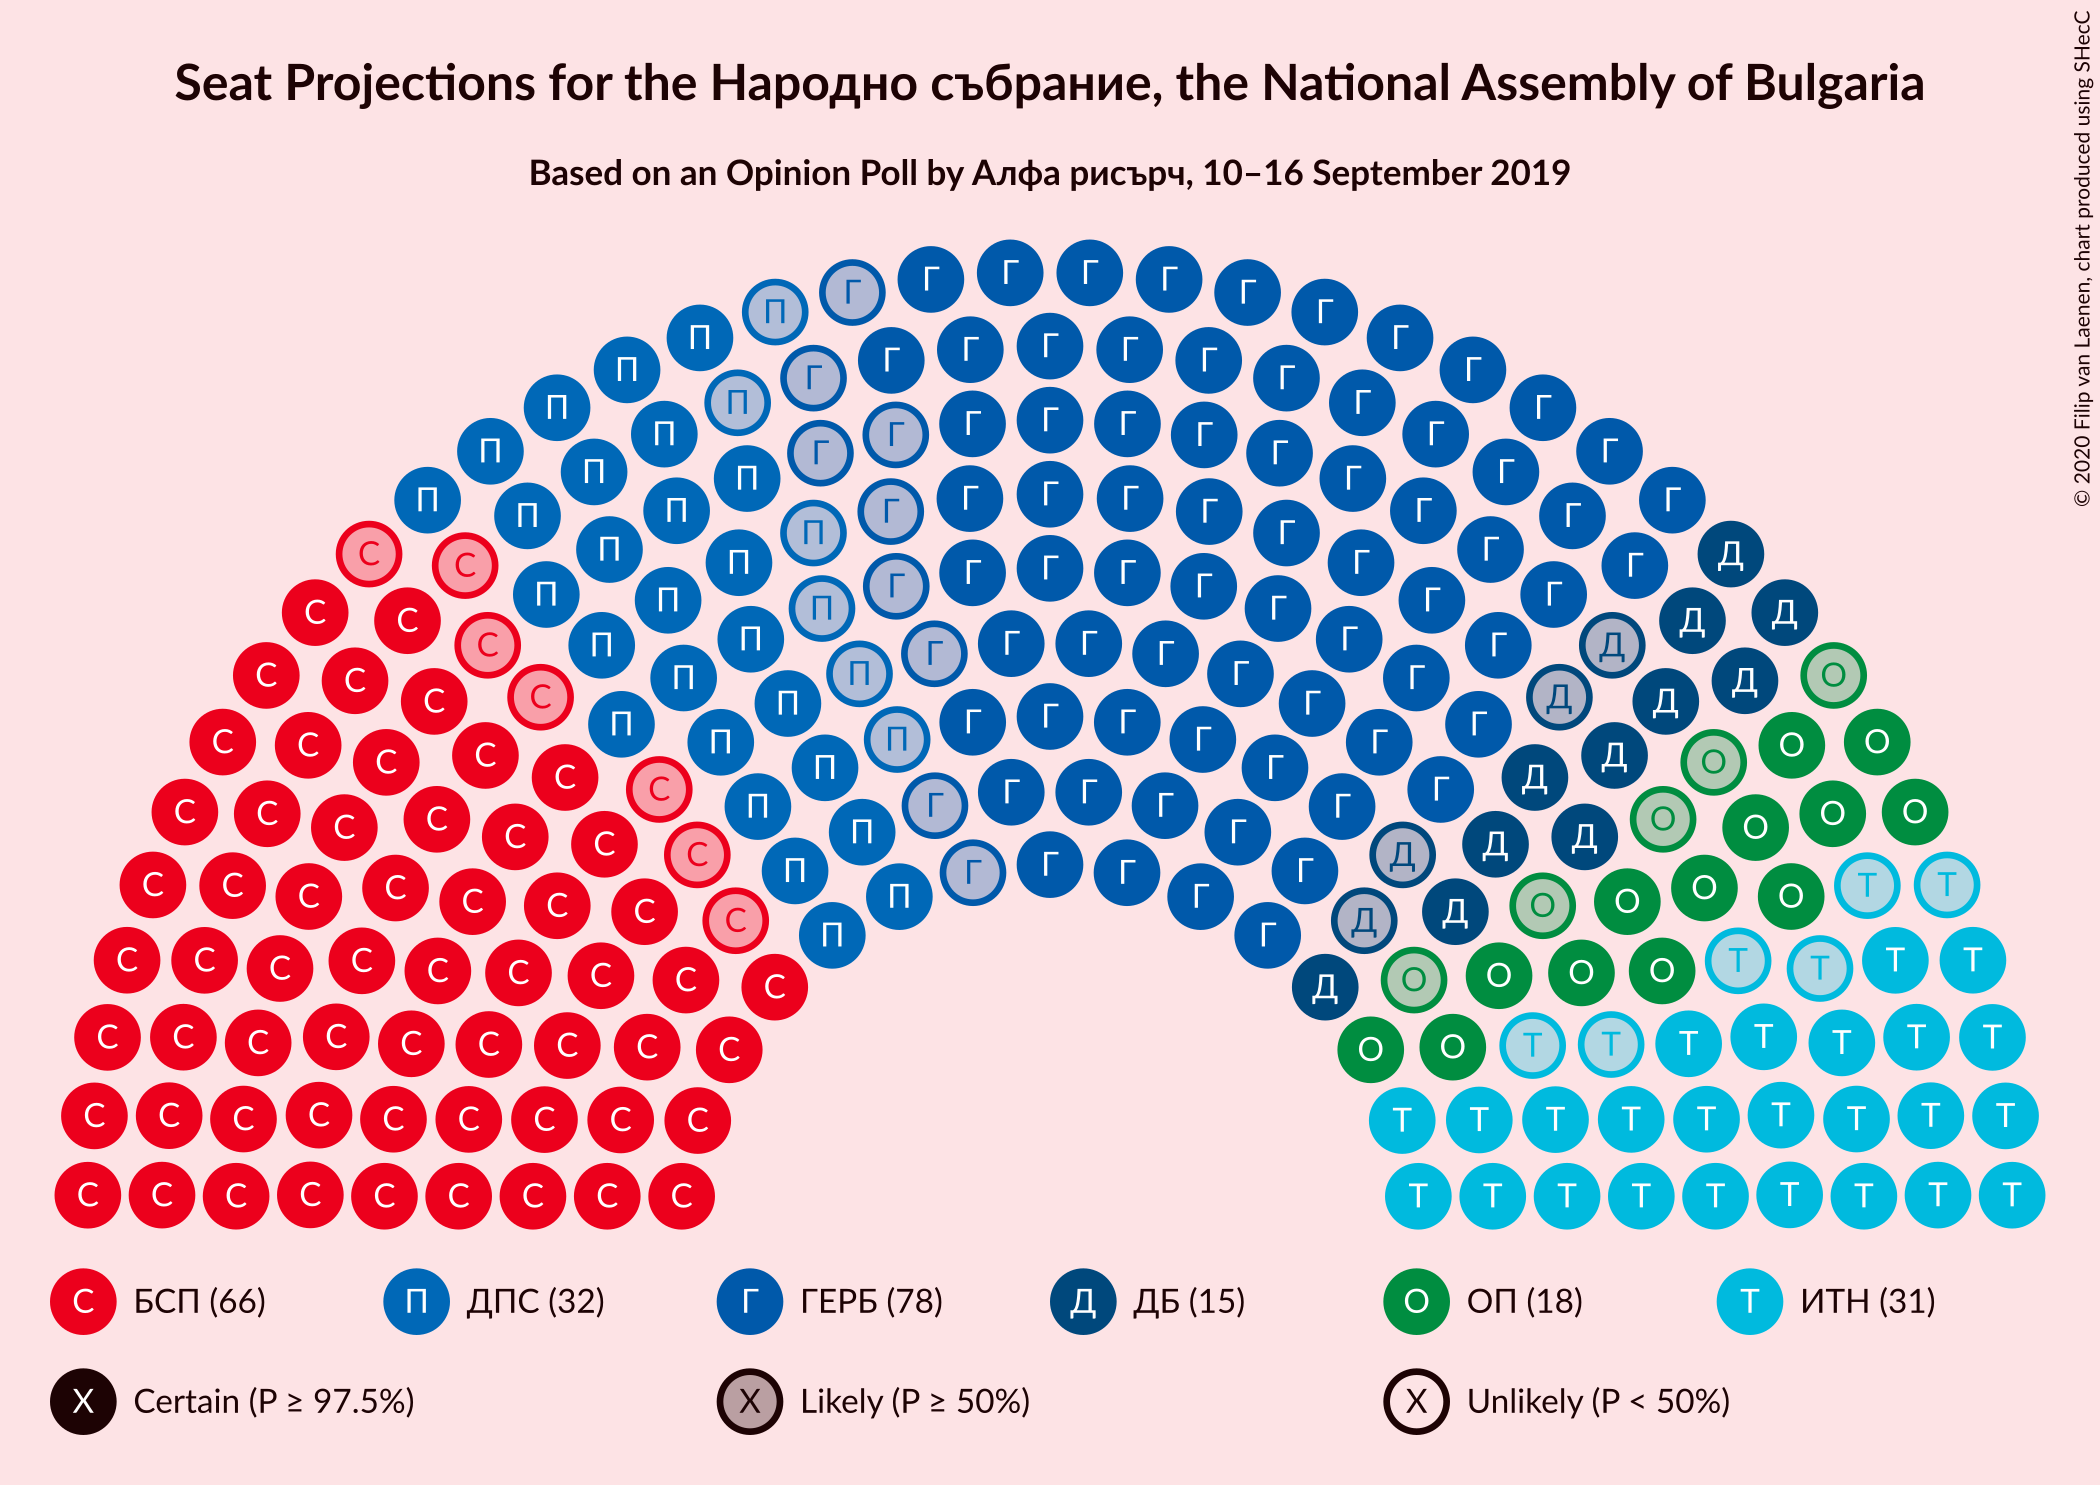 Seat Projections for the Народно събрание, the National Assembly of Bulgaria
Based on an Opinion Poll by Алфа рисърч, 10–16 September 2019
© 2020 Filip van Laenen, chart produced using SHecC
С БСП (66) П ДПС (32) Г ГЕРБ (78) Д ДБ (15) О ОП (18) Т ИТН (31)
X Certain (P ≥ 97.5%) X Likely (P ≥ 50%) X Unlikely (P < 50%)